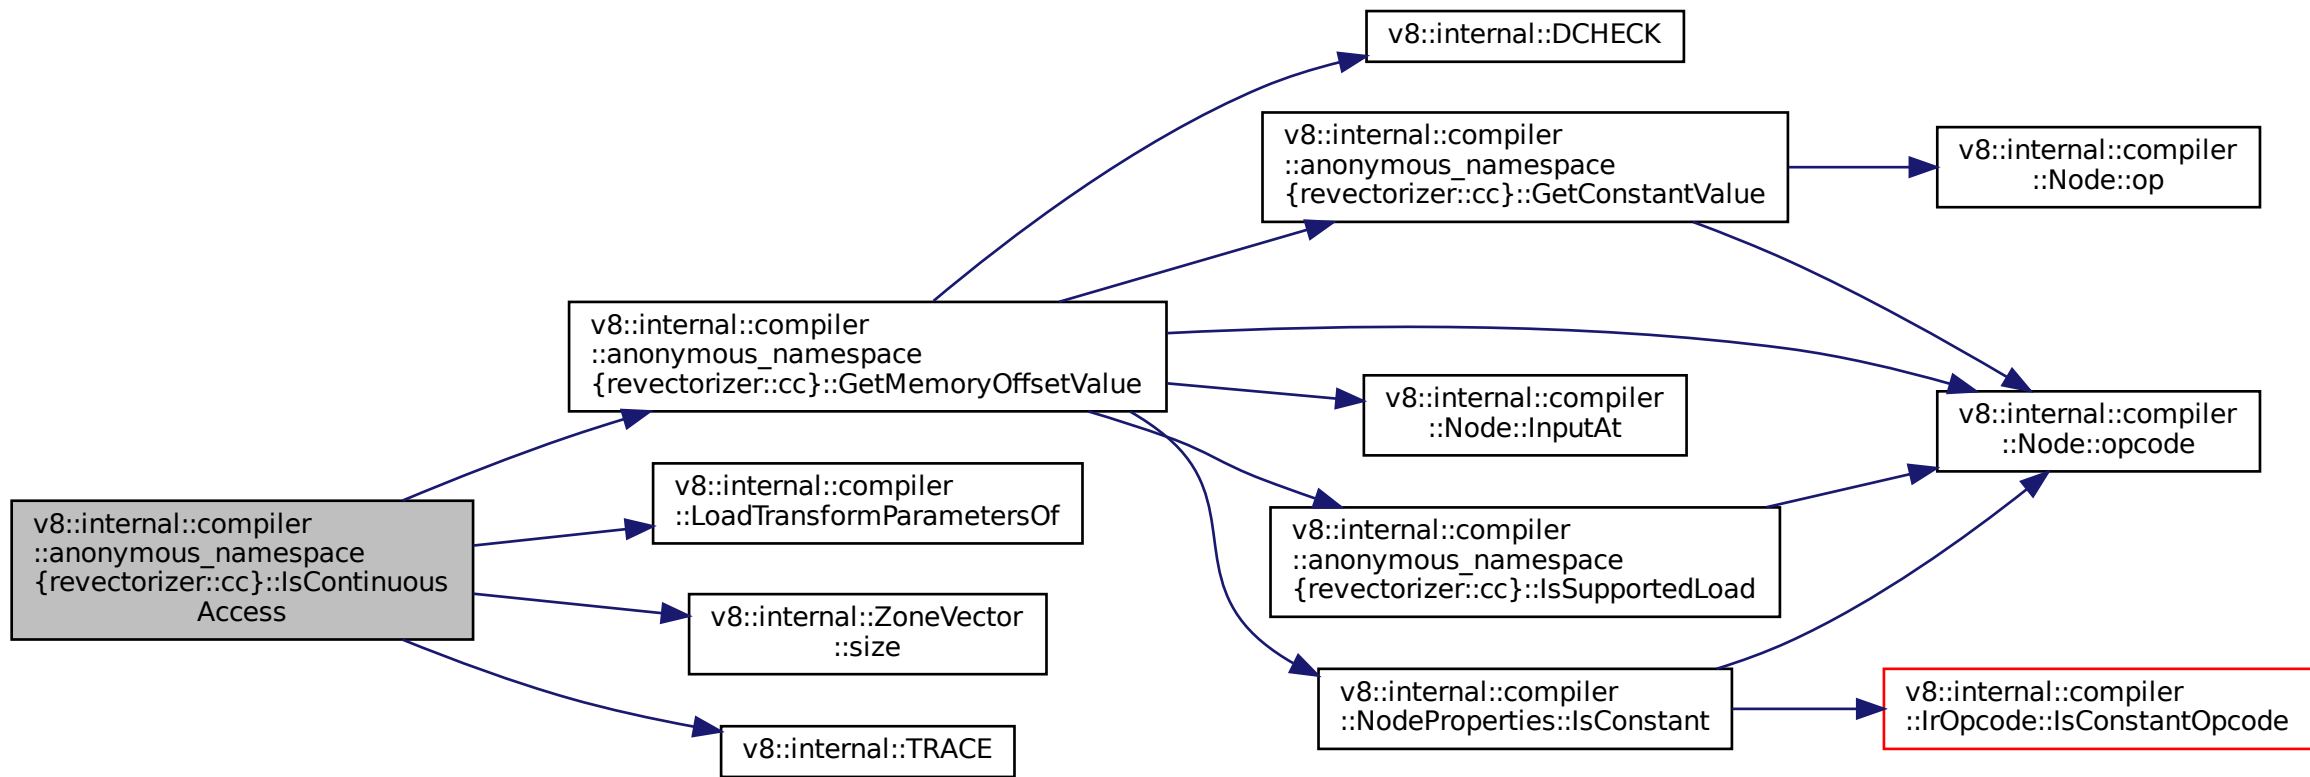 v8::internal::DCHECK
v8::internal::compiler
::anonymous_namespace
{revectorizer::cc}::GetConstantValue
v8::internal::compiler
::Node::op
v8::internal::compiler
::anonymous_namespace
{revectorizer::cc}::GetMemoryOffsetValue
v8::internal::compiler
::Node::InputAt
v8::internal::compiler
::Node::opcode
v8::internal::compiler
::LoadTransformParametersOf
v8::internal::compiler
::anonymous_namespace
{revectorizer::cc}::IsContinuous
Access
v8::internal::compiler
::anonymous_namespace
{revectorizer::cc}::IsSupportedLoad
v8::internal::ZoneVector
::size
v8::internal::compiler
::NodeProperties::IsConstant
v8::internal::compiler
::IrOpcode::IsConstantOpcode
v8::internal::TRACE